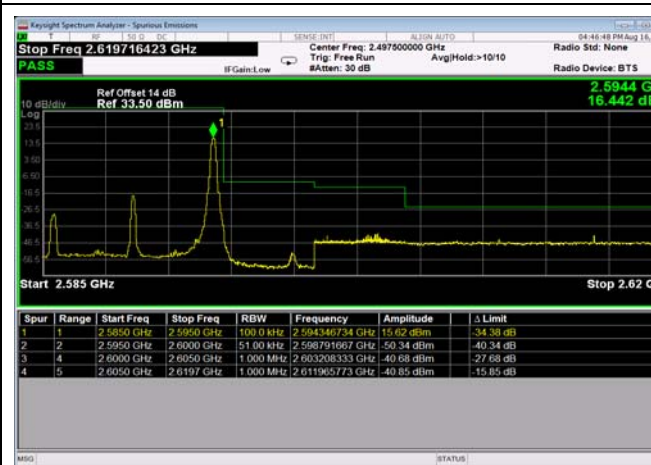 Keysight Spectrum Analyzer - Spurious Emissions
T RF 50 Ω DC SENSE:INT ALIGN AUTO 04:46:48 PM Aug 16,
Stop Freq 2.619716423 GHz Center Freq: 2.497500000 GHz Radio Std: None
Trig: Free Run Avg|Hold:>10/10
PASS IFGain:Low #Atten: 30 dB Radio Device: BTS
Ref Offset 14 dB 2.5944 G
10 dB/div Ref 33.50 dBm 16.442 d
Log
23.5
1
13.5
3.50
-6.50
-16.5
-26.5
-36.5
-46.5
-56.5
Start 2.585 GHz Stop 2.62 G
Spur Range Start Freq Stop Freq RBW Frequency Amplitude Δ Limit
1 1 2.5850 GHz 2.5950 GHz 100.0 kHz 2.594346734 GHz 15.62 dBm -34.38 dB
2 2 2.5950 GHz 2.6000 GHz 51.00 kHz 2.598791667 GHz -50.34 dBm -40.34 dB
3 4 2.6000 GHz 2.6050 GHz 1.000 MHz 2.603208333 GHz -40.68 dBm -27.68 dB
4 5 2.6050 GHz 2.6197 GHz 1.000 MHz 2.611965773 GHz -40.85 dBm -15.85 dB
MSG STATUS